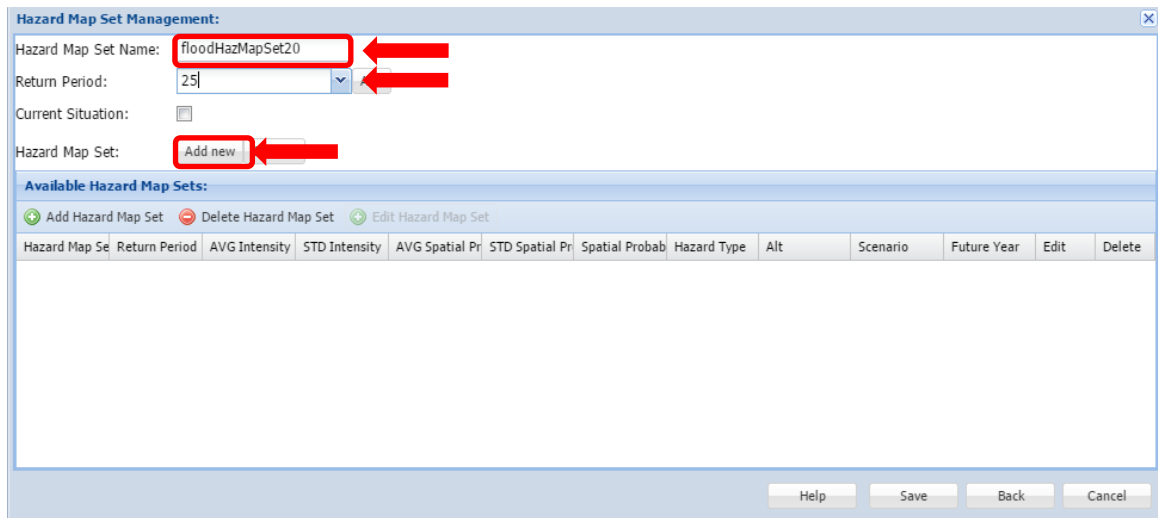 Hazard Map Set Management:
Hazard Map Set Name: floodHazMapSet20
Return Period: 25
Current Situation:
Hazard Map Set: Add new
Available Hazard Map Sets:
Add Hazard Map Set Delete Hazard Map Set Edit Hazard Map Set
Hazard Map Se Return Period AVG Intensity STD Intensity AVG Spatial Pr STD Spatial Pr Spatial Probab Hazard Type Alt Scenario Future Year Edit Delete
Help Save Back Cancel